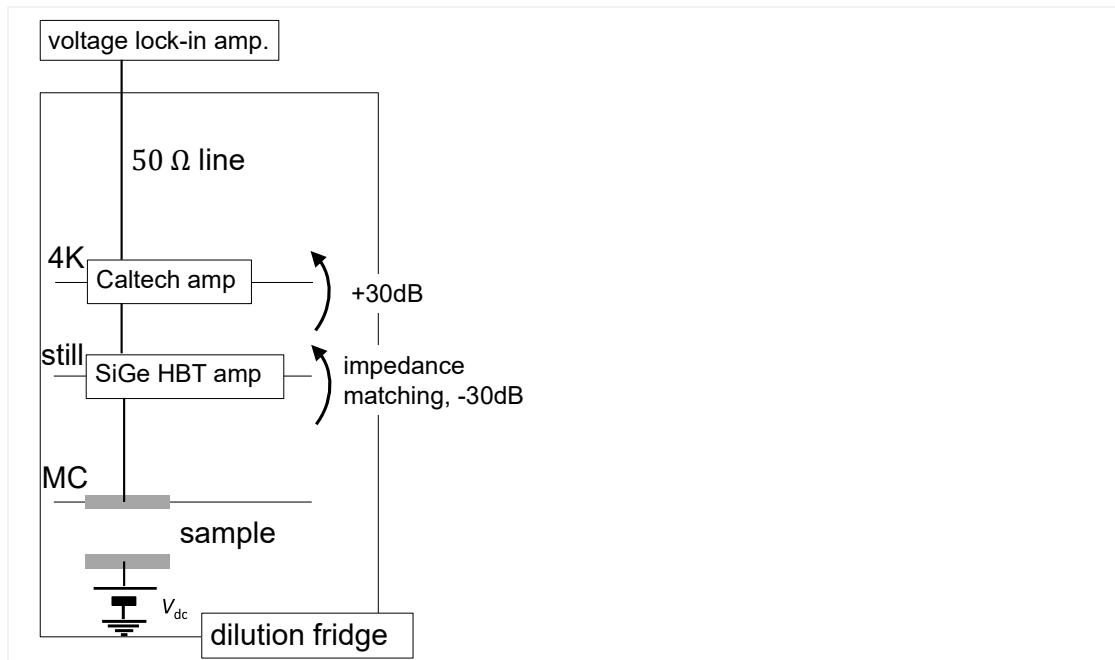 voltage lock-in amp.
50 Ω line
4K
Caltech amp
+30dB
still
SiGe HBT amp
impedance
matching, -30dB
MC
sample
Vdc
dilution fridge